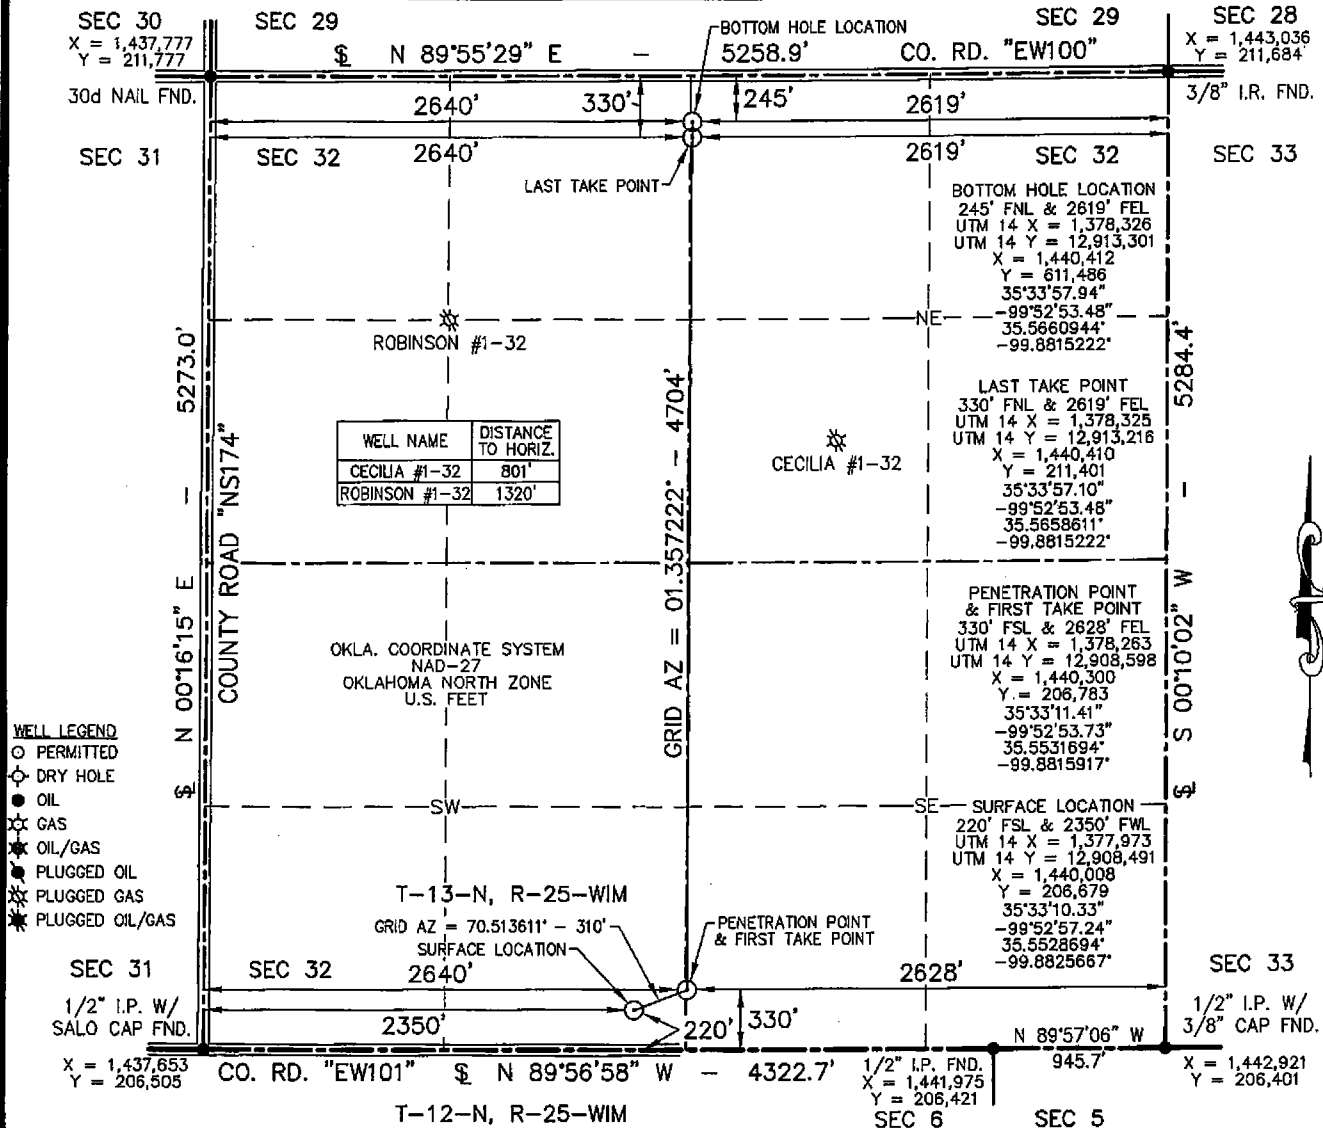 SEC 30
SEC 29
SEC 29
SEC 28
X = 1,437,777
Y = 211,777
N 89°55'29" E - 5258.9'
CO. RD. "EW100"
X = 1,443,036
Y = 211,684
BOTTOM HOLE LOCATION
30d NAIL FND.
3/8" I.R. FND.
2640'
330'
245'
2619'
SEC 31
SEC 32
2640'
2619'
SEC 32
SEC 33
LAST TAKE POINT
BOTTOM HOLE LOCATION
245' FNL & 2619' FEL
UTM 14 X = 1,378,326
UTM 14 Y = 12,913,301
X = 1,440,412
Y = 611,486
35°33'57.94"
-99°52'53.48"
35.5660944°
-99.8815222°
NE
ROBINSON #1-32
5273.0'
5284.4'
LAST TAKE POINT
330' FNL & 2619' FEL
UTM 14 X = 1,378,325
UTM 14 Y = 12,913,216
X = 1,440,410
Y = 211,401
35°33'57.10"
-99°52'53.48"
35.5658611°
-99.8815222°
WELL NAME DISTANCE TO HORIZ.
CECILIA #1-32 801'
ROBINSON #1-32 1320'
CECILIA #1-32
COUNTY ROAD "NS174"
N 00°16'15" E -
GRID AZ = 01.357222° - 4704'
- S 00°10'02" W
PENETRATION POINT
& FIRST TAKE POINT
330' FSL & 2628' FEL
UTM 14 X = 1,378,263
UTM 14 Y = 12,908,598
X = 1,440,300
Y = 206,783
35°33'11.41"
-99°52'53.73"
35.5531694°
-99.8815917°
OKLA. COORDINATE SYSTEM
NAD-27
OKLAHOMA NORTH ZONE
U.S. FEET
WELL LEGEND
PERMITTED
DRY HOLE
OIL
GAS
OIL/GAS
PLUGGED OIL
PLUGGED GAS
PLUGGED OIL/GAS
SW
SE
SURFACE LOCATION
220' FSL & 2350' FWL
UTM 14 X = 1,377,973
UTM 14 Y = 12,908,491
X = 1,440,008
Y = 206,679
35°33'10.33"
-99°52'57.24"
35.5528694°
-99.8825667°
T-13-N, R-25-WIM
GRID AZ = 70.513611° - 310'
SURFACE LOCATION
PENETRATION POINT
& FIRST TAKE POINT
SEC 31
SEC 32
2640'
2628'
SEC 33
1/2" I.P. W/
SALO CAP FND.
2350'
220'
330'
1/2" I.P. W/
3/8" CAP FND.
N 89°57'06" W
945.7'
X = 1,437,653
Y = 206,505
CO. RD. "EW101"
N 89°56'58" W - 4322.7'
1/2" I.P. FND.
X = 1,441,975
Y = 206,421
X = 1,442,921
Y = 206,401
T-12-N, R-25-WIM
SEC 6
SEC 5